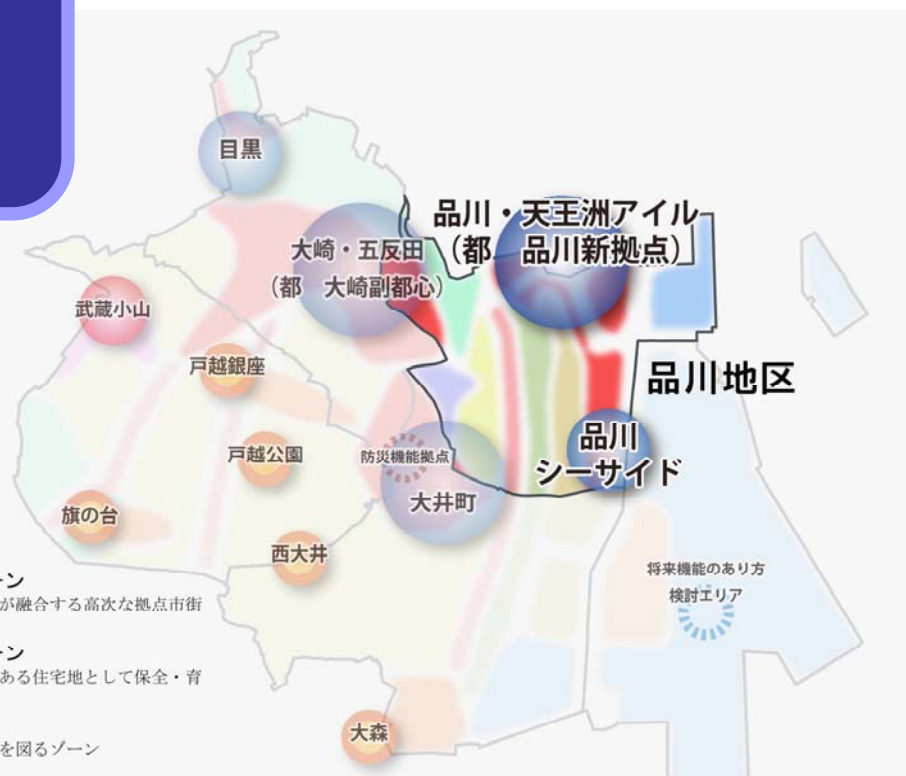 目黒
品川・天王洲アイル
（都　品川新拠点）
大崎・五反田
（都　大崎副都心）
武蔵小山
戸越銀座
品川地区
品川
シーサイド
戸越公園
防災機能拠点
大井町
旗の台
西大井
将来機能のあり方
検討エリア
ーン
が融合する高次な拠点市街
ーン
ある住宅地として保全・育
を図るゾーン
大森